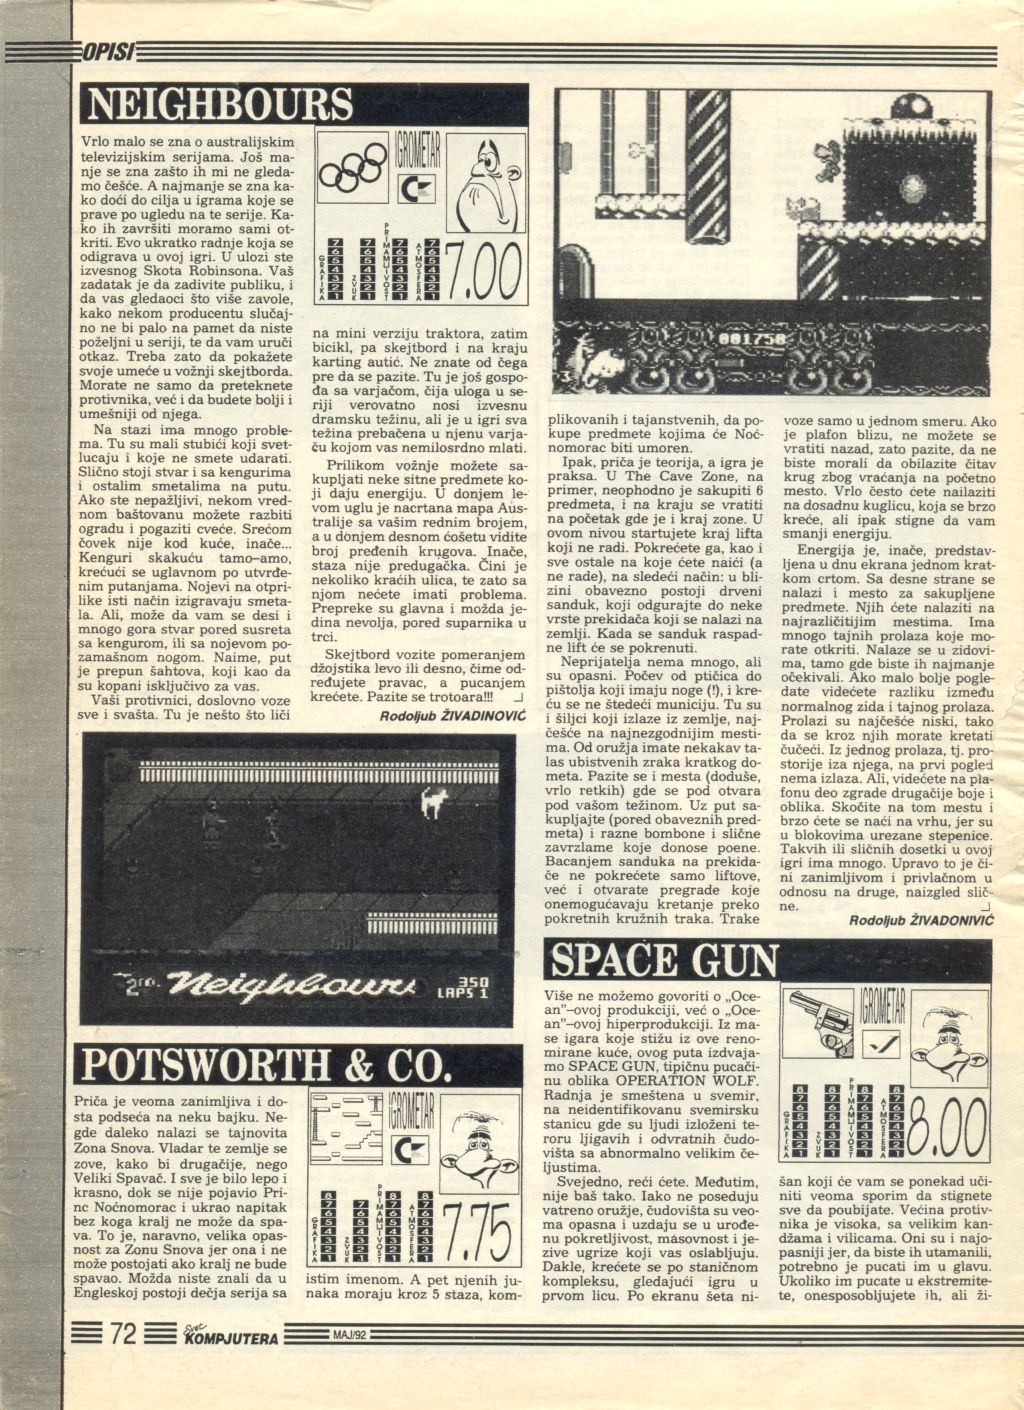 OPISI
NEIGHBOURS
Vrlo malo se zna o australijskim
televizijskim serijama. Još ma-
nje se zna zašto ih mi ne gleda-
mo češće. A najmanje se zna ka-
ko doći do cilja u igrama koje se
prave po ugledu na te serije. Ka-
ko ih završiti moramo sami ot-
kriti. Evo ukratko radnje koja se
odigrava u ovoj igri. U ulozi ste
izvesnog Skota Robinsona. Vaš
zadatak je da zadivite publiku, i
da vas gledaoci što više zavole,
kako nekom producentu slučaj-
no ne bi palo na pamet da niste
poželjni u seriji, te da vam uruči
otkaz. Treba zato da pokažete
svoje umeće u vožnji skejtborda.
Morate ne samo da preteknete
protivnika, već i da budete bolji i
umešniji od njega.
Na stazi ima mnogo proble-
ma. Tu su mali stubići koji svet-
lucaju i koje ne smete udarati.
Slično stoji stvar i sa kengurima
i ostalim smetalima na putu.
Ako ste nepažljivi, nekom vred-
nom baštovanu možete razbiti
ogradu i pogaziti cveće. Srećom
čovek nije kod kuće, inače...
Kenguri skakuću tamo–amo,
krećući se uglavnom po utvrđe-
nim putanjama. Nojevi na otpri-
like isti način izigravaju smeta-
la. Ali, može da vam se desi i
mnogo gora stvar pored susreta
sa kengurom, ili sa nojevom po-
zamašnom nogom. Naime, put
je prepun šahtova, koji kao da
su kopani isključivo za vas.
Vaši protivnici, doslovno voze
sve i svašta. Tu je nešto što liči
IGROMETAR
GRAFIKA
ZVUK
PRIMAMLJIVOST
ATMOSFERA
7.00
na mini verziju traktora, zatim
bicikl, pa skejtbord i na kraju
karting autić. Ne znate od čega
pre da se pazite. Tu je još gospo-
đa sa varjačom, čija uloga u se-
riji verovatno nosi izvesnu
dramsku težinu, ali je u igri sva
težina prebačena u njenu varja-
ču kojom vas nemilosrdno mlati.
Prilikom vožnje možete sa-
kupljati neke sitne predmete ko-
ji daju energiju. U donjem le-
vom uglu je nacrtana mapa Aus-
tralije sa vašim rednim brojem,
a u donjem desnom ćošetu vidite
broj pređenih krugova. Inače,
staza nije predugačka. Čini je
nekoliko kraćih ulica, te zato sa
njom nećete imati problema.
Prepreke su glavna i možda je-
dina nevolja, pored suparnika u
trci.
Skejtbord vozite pomeranjem
džojstika levo ili desno, čime od-
ređujete pravac, a pucanjem
krećete. Pazite se trotoara!!!
Rodoljub ŽIVADINOVIĆ
2ND.
Neighbours
350
LAPS 1
POTSWORTH & CO.
Priča je veoma zanimljiva i do-
sta podseća na neku bajku. Ne-
gde daleko nalazi se tajnovita
Zona Snova. Vladar te zemlje se
zove, kako bi drugačije, nego
Veliki Spavač. I sve je bilo lepo i
krasno, dok se nije pojavio Pri-
nc Noćnomorac i ukrao napitak
bez koga kralj ne može da spa-
va. To je, naravno, velika opas-
nost za Zonu Snova jer ona i ne
može postojati ako kralj ne bude
spavao. Možda niste znali da u
Engleskoj postoji dečja serija sa
IGROMETAR
GRAFIKA
ZVUK
PRIMAMLJIVOST
ATMOSFERA
7.75
istim imenom. A pet njenih ju-
naka moraju kroz 5 staza, kom-
001750
plikovanih i tajanstvenih, da po-
kupe predmete kojima će Noć-
nomorac biti umoren.
Ipak, priča je teorija, a igra je
praksa. U The Cave Zone, na
primer, neophodno je sakupiti 6
predmeta, i na kraju se vratiti
na početak gde je i kraj zone. U
ovom nivou startujete kraj lifta
koji ne radi. Pokrećete ga, kao i
sve ostale na koje ćete naići (a
ne rade), na sledeći način: u bli-
zini obavezno postoji drveni
sanduk, koji odgurajte do neke
vrste prekidača koji se nalazi na
zemlji. Kada se sanduk raspad-
ne lift će se pokrenuti.
Neprijatelja nema mnogo, ali
su opasni. Počev od ptičica do
pištolja koji imaju noge (!), i kre-
ću se ne štedeći municiju. Tu su
i šiljci koji izlaze iz zemlje, naj-
češće na najnezgodnijim mesti-
ma. Od oružja imate nekakav ta-
las ubistvenih zraka kratkog do-
meta. Pazite se i mesta (doduše,
vrlo retkih) gde se pod otvara
pod vašom težinom. Uz put sa-
kupljajte (pored obaveznih pred-
meta) i razne bombone i slične
zavrzlame koje donose poene.
Bacanjem sanduka na prekida-
če ne pokrećete samo liftove,
već i otvarate pregrade koje
onemogućavaju kretanje preko
pokretnih kružnih traka. Trake
voze samo u jednom smeru. Ako
je plafon blizu, ne možete se
vratiti nazad, zato pazite, da ne
biste morali da obilazite čitav
krug zbog vraćanja na početno
mesto. Vrlo često ćete nailaziti
na dosadnu kuglicu, koja se brzo
kreće, ali ipak stigne da vam
smanji energiju.
Energija je, inače, predstav-
ljena u dnu ekrana jednom krat-
kom crtom. Sa desne strane se
nalazi i mesto za sakupljene
predmete. Njih ćete nalaziti na
najrazličitijim mestima. Ima
mnogo tajnih prolaza koje mo-
rate otkriti. Nalaze se u zidovi-
ma, tamo gde biste ih najmanje
očekivali. Ako malo bolje pogle-
date videćete razliku između
normalnog zida i tajnog prolaza.
Prolazi su najčešće niski, tako
da se kroz njih morate kretati
čučeći. Iz jednog prolaza, tj. pro-
storije iza njega, na prvi pogled
nema izlaza. Ali, videćete na pla-
fonu deo zgrade drugačije boje i
oblika. Skočite na tom mestu i
brzo ćete se naći na vrhu, jer su
u blokovima urezane stepenice.
Takvih ili sličnih dosetki u ovoj
igri ima mnogo. Upravo to je či-
ni zanimljivom i privlačnom u
odnosu na druge, naizgled slič-
ne.
Rodoljub ŽIVADONIVIĆ
SPACE GUN
Više ne možemo govoriti o „Oce-
an”–ovoj produkciji, već o „Oce-
an”–ovoj hiperprodukciji. Iz ma-
se igara koje stižu iz ove reno-
mirane kuće, ovog puta izdvaja-
mo SPACE GUN, tipičnu pucači-
nu oblika OPERATION WOLF.
Radnja je smeštena u svemir,
na neidentifikovanu svemirsku
stanicu gde su ljudi izloženi te-
roru ljigavih i odvratnih čudo-
višta sa abnormalno velikim če-
ljustima.
Svejedno, reći ćete. Međutim,
nije baš tako. Iako ne poseduju
vatreno oružje, čudovišta su veo-
ma opasna i uzdaju se u urođe-
nu pokretljivost, masovnost i je-
zive ugrize koji vas oslabljuju.
Dakle, krećete se po staničnom
kompleksu, gledajući igru u
prvom licu. Po ekranu šeta ni-
IGROMETAR
GRAFIKA
ZVUK
PRIMAMLJIVOST
ATMOSFERA
8.00
šan koji će vam se ponekad uči-
niti veoma sporim da stignete
sve da poubijate. Većina protiv-
nika je visoka, sa velikim kan-
džama i vilicama. Oni su i najo-
pasniji jer, da biste ih utamanili,
potrebno je pucati im u glavu.
Ukoliko im pucate u ekstremite-
te, onesposobljujete ih, ali ži-
72
Svet KOMPJUTERA
MAJ/92